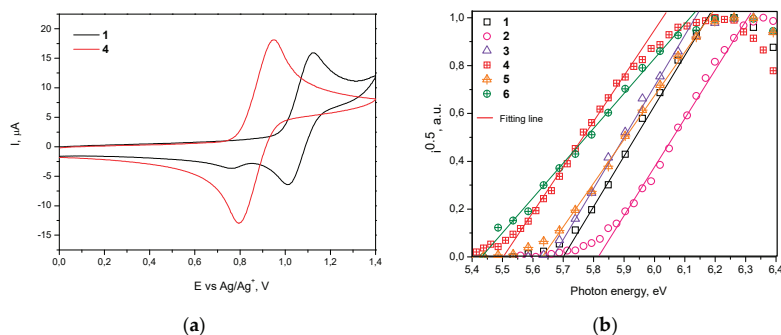 1
4
20
15
10
5
0
-5
-10
-15
I, µA
0,0 0,2 0,4 0,6 0,8 1,0 1,2 1,4
E vs Ag/Ag⁺, V
(a)
1
2
3
4
5
6
Fitting line
1,0
0,8
0,6
0,4
0,2
0,0
i^0.5, a.u.
5,4 5,5 5,6 5,7 5,8 5,9 6,0 6,1 6,2 6,3 6,4
Photon energy, eV
(b)